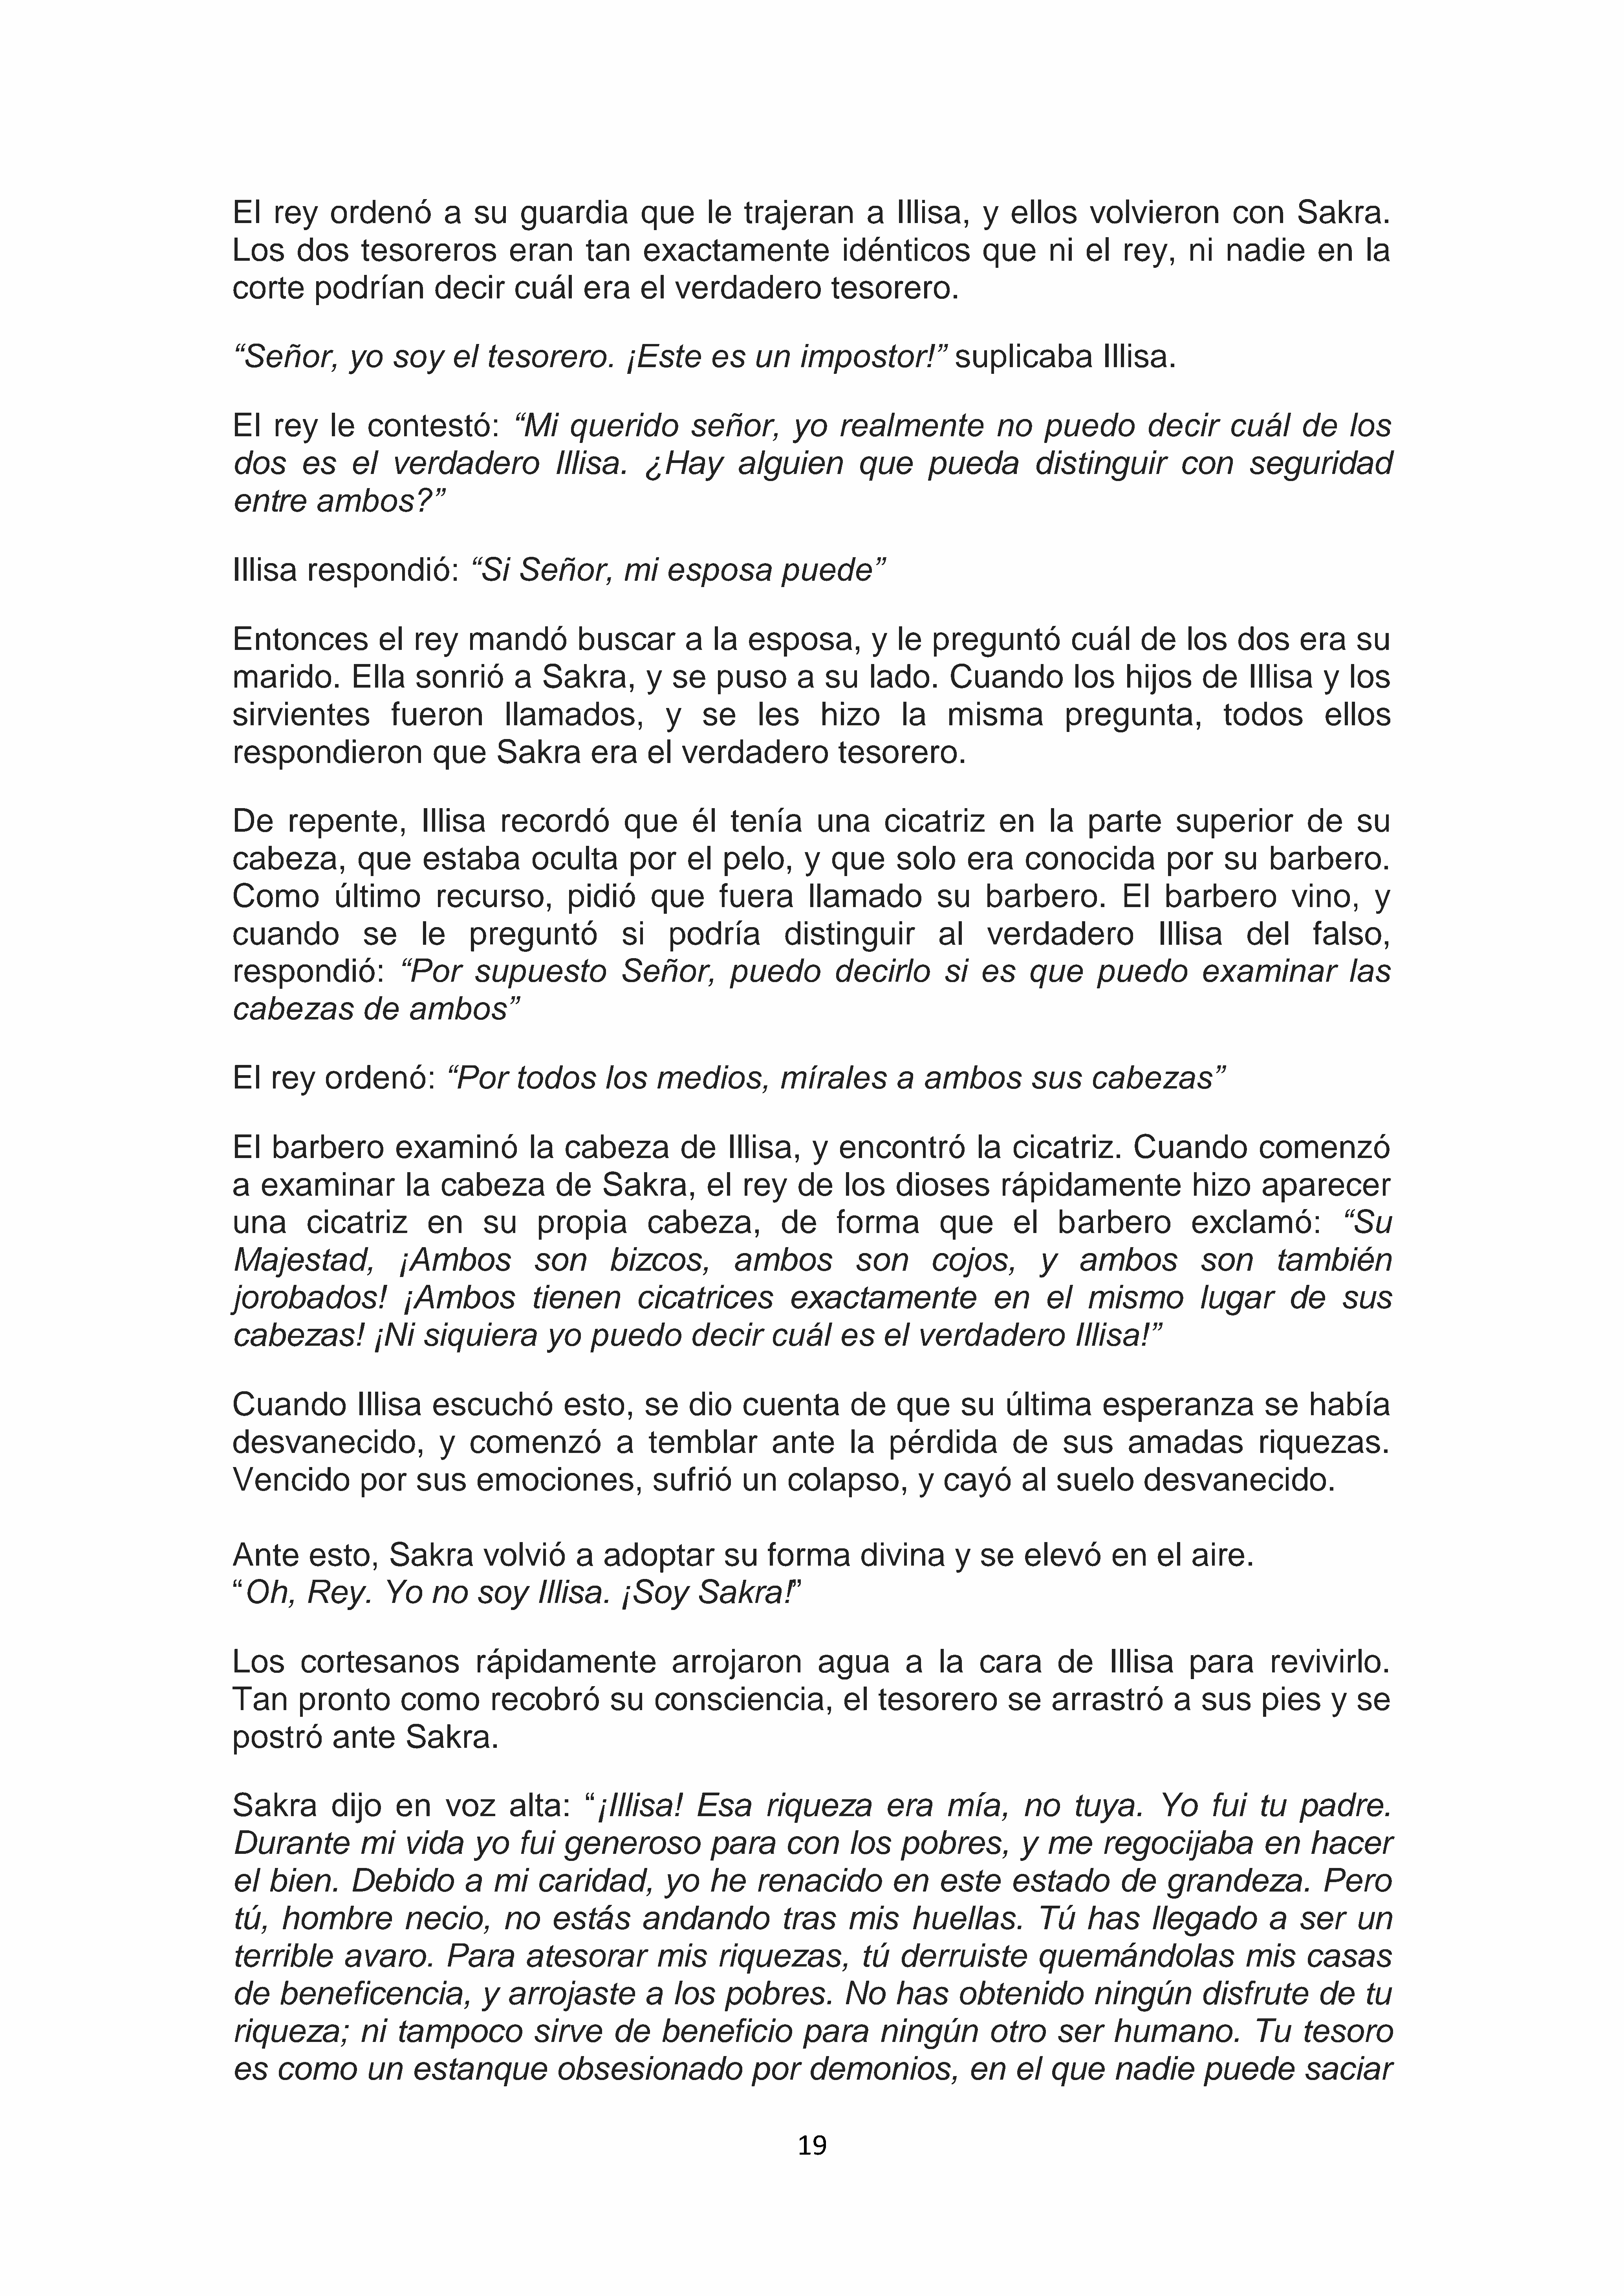 El rey ordenó a su guardia que le trajeran a Illisa, y ellos volvieron con Sakra.
Los dos tesoreros eran tan exactamente idénticos que ni el rey, ni nadie en la
corte podrían decir cuál era el verdadero tesorero.
“Señor, yo soy el tesorero. ¡Este es un impostor!” suplicaba Illisa.
El rey le contestó: “Mi querido señor, yo realmente no puedo decir cuál de los
dos es el verdadero Illisa. ¿Hay alguien que pueda distinguir con seguridad
entre ambos?”
Illisa respondió: “Si Señor, mi esposa puede”
Entonces el rey mandó buscar a la esposa, y le preguntó cuál de los dos era su
marido. Ella sonrió a Sakra, y se puso a su lado. Cuando los hijos de Illisa y los
sirvientes fueron llamados, y se les hizo la misma pregunta, todos ellos
respondieron que Sakra era el verdadero tesorero.
De repente, Illisa recordó que él tenía una cicatriz en la parte superior de su
cabeza, que estaba oculta por el pelo, y que solo era conocida por su barbero.
Como último recurso, pidió que fuera llamado su barbero. El barbero vino, y
cuando se le preguntó si podría distinguir al verdadero Illisa del falso,
respondió: “Por supuesto Señor, puedo decirlo si es que puedo examinar las
cabezas de ambos”
El rey ordenó: “Por todos los medios, mírales a ambos sus cabezas”
El barbero examinó la cabeza de Illisa, y encontró la cicatriz. Cuando comenzó
a examinar la cabeza de Sakra, el rey de los dioses rápidamente hizo aparecer
una cicatriz en su propia cabeza, de forma que el barbero exclamó: “Su
Majestad, ¡Ambos son bizcos, ambos son cojos, y ambos son también
jorobados! ¡Ambos tienen cicatrices exactamente en el mismo lugar de sus
cabezas! ¡Ni siquiera yo puedo decir cuál es el verdadero Illisa!”
Cuando Illisa escuchó esto, se dio cuenta de que su última esperanza se había
desvanecido, y comenzó a temblar ante la pérdida de sus amadas riquezas.
Vencido por sus emociones, sufrió un colapso, y cayó al suelo desvanecido.
Ante esto, Sakra volvió a adoptar su forma divina y se elevó en el aire.
“Oh, Rey. Yo no soy Illisa. ¡Soy Sakra!”
Los cortesanos rápidamente arrojaron agua a la cara de Illisa para revivirlo.
Tan pronto como recobró su consciencia, el tesorero se arrastró a sus pies y se
postró ante Sakra.
Sakra dijo en voz alta: “¡Illisa! Esa riqueza era mía, no tuya. Yo fui tu padre.
Durante mi vida yo fui generoso para con los pobres, y me regocijaba en hacer
el bien. Debido a mi caridad, yo he renacido en este estado de grandeza. Pero
tú, hombre necio, no estás andando tras mis huellas. Tú has llegado a ser un
terrible avaro. Para atesorar mis riquezas, tú derruiste quemándolas mis casas
de beneficencia, y arrojaste a los pobres. No has obtenido ningún disfrute de tu
riqueza; ni tampoco sirve de beneficio para ningún otro ser humano. Tu tesoro
es como un estanque obsesionado por demonios, en el que nadie puede saciar
19